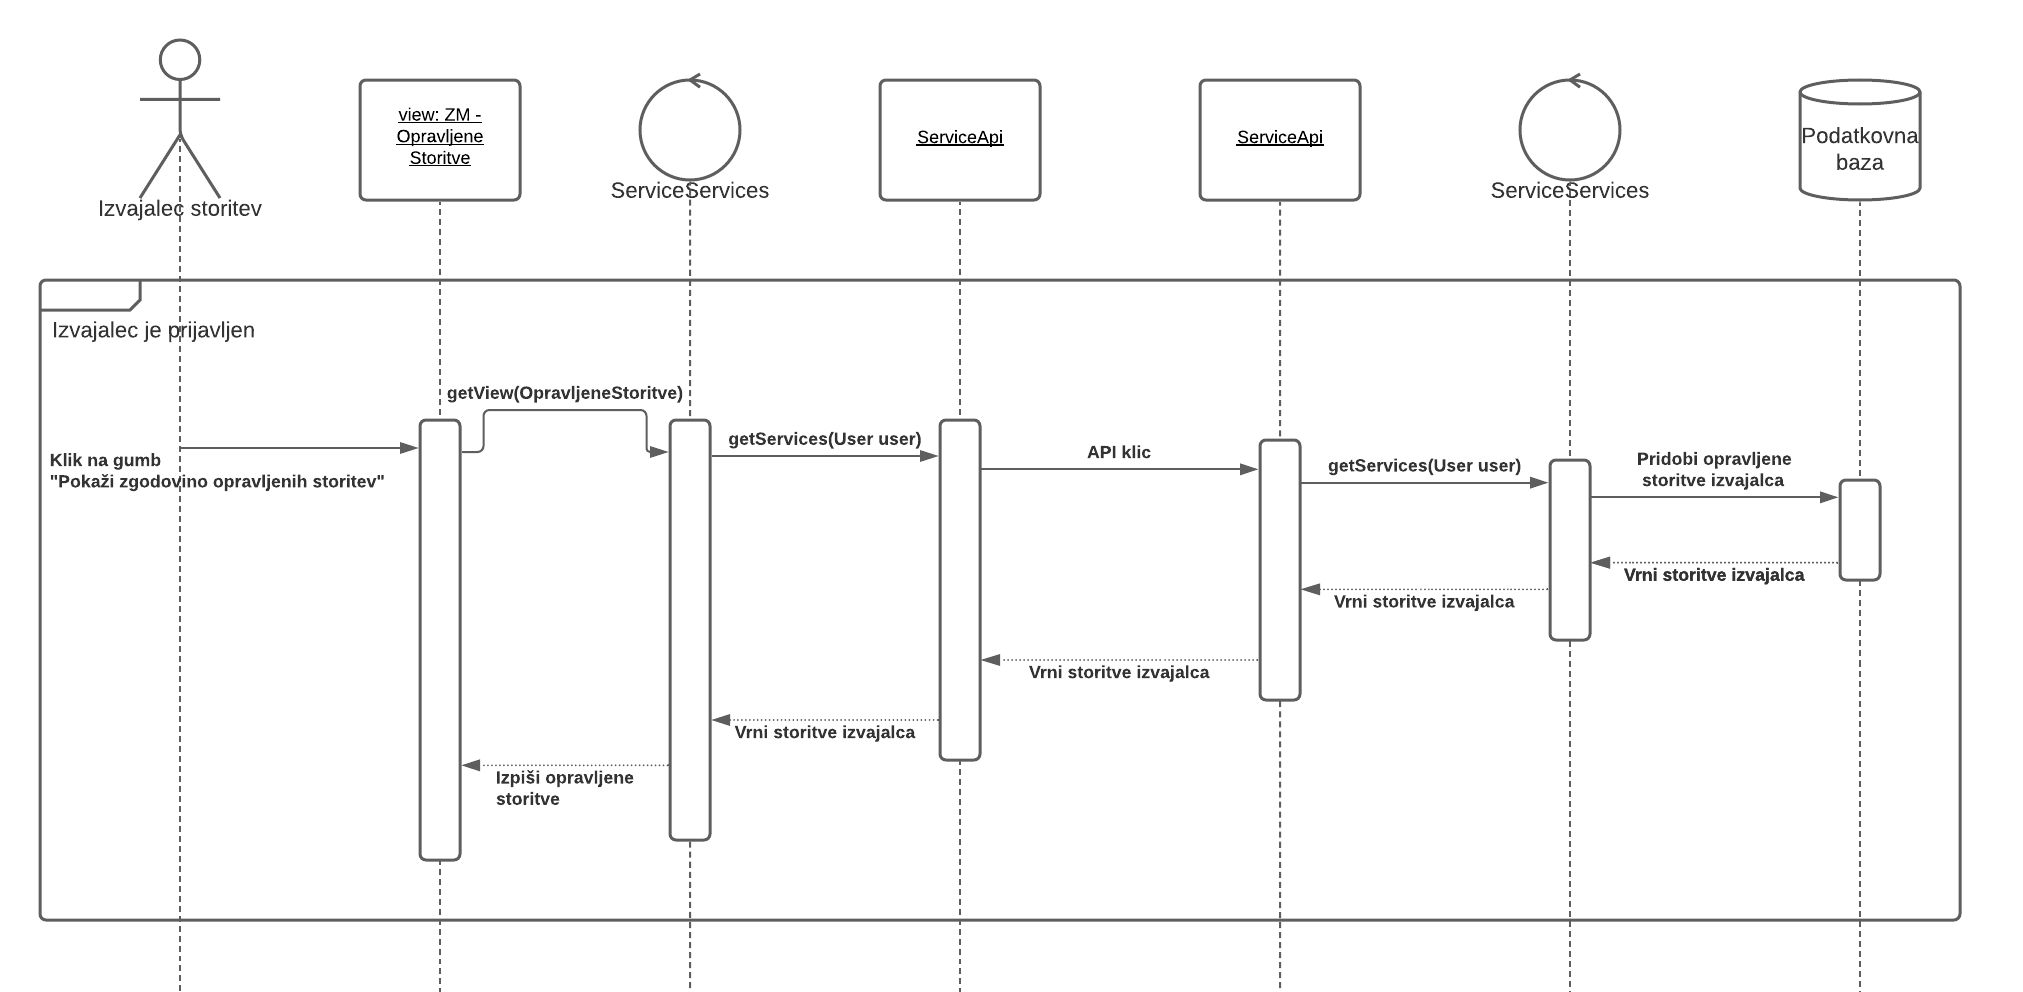 Izvajalec storitev
view: ZM -
Opravljene
Storitve
ServiceServices
ServiceApi
ServiceApi
ServiceServices
Podatkovna
baza
Izvajalec je prijavljen
Klik na gumb
"Pokaži zgodovino opravljenih storitev"
getView(OpravljeneStoritve)
getServices(User user)
API klic
getServices(User user)
Pridobi opravljene
storitve izvajalca
Vrni storitve izvajalca
Vrni storitve izvajalca
Vrni storitve izvajalca
Vrni storitve izvajalca
Izpiši opravljene
storitve